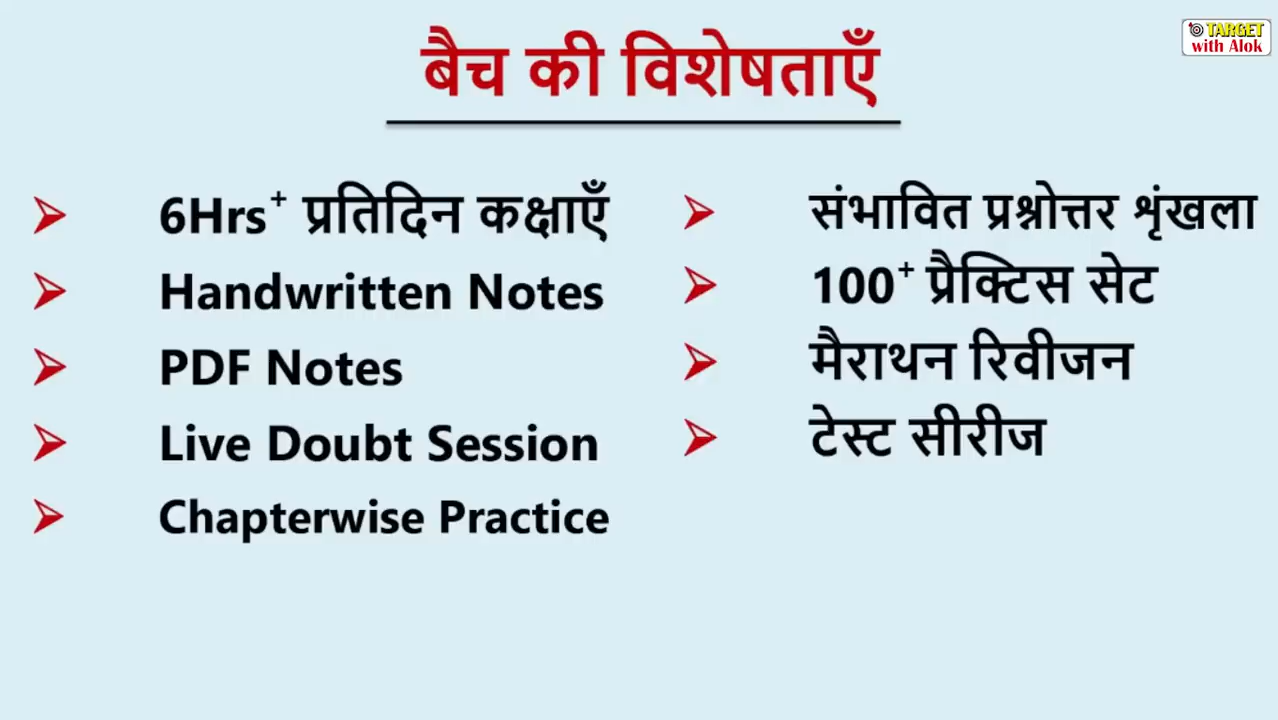 TARGET
with Alok
बैच की विशेषताएँ
6Hrs+ प्रतिदिन कक्षाएँ
Handwritten Notes
PDF Notes
Live Doubt Session
Chapterwise Practice
संभावित प्रश्नोत्तर शृंखला
100+ प्रैक्टिस सेट
मैराथन रिवीजन
टेस्ट सीरीज